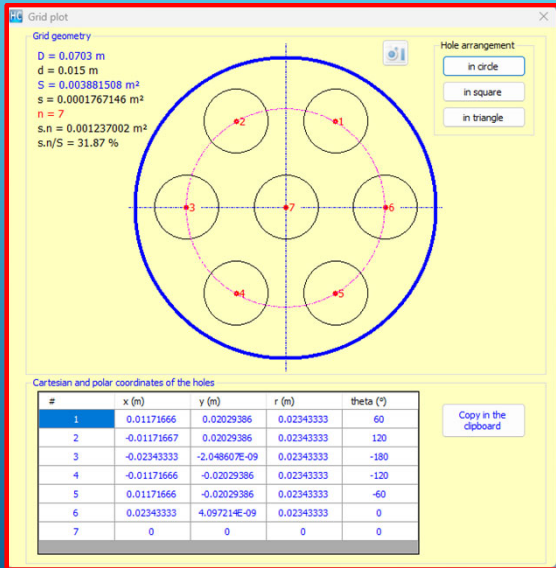 HC Grid plot
Grid geometry
D = 0.0703 m
d = 0.015 m
S = 0.003881508 m²
s = 0.0001767146 m²
n = 7
s.n = 0.001237002 m²
s.n/S = 31.87 %
Hole arrangement
in circle
in square
in triangle
2 1
3 7 6
4 5
Cartesian and polar coordinates of the holes
# x (m) y (m) r (m) theta (°)
1 0.01171666 0.02029386 0.02343333 60
2 -0.01171667 0.02029386 0.02343333 120
3 -0.02343333 -2.048607E-09 0.02343333 -180
4 -0.01171666 -0.02029386 0.02343333 -120
5 0.01171666 -0.02029386 0.02343333 -60
6 0.02343333 4.097214E-09 0.02343333 0
7 0 0 0 0
Copy in the
clipboard